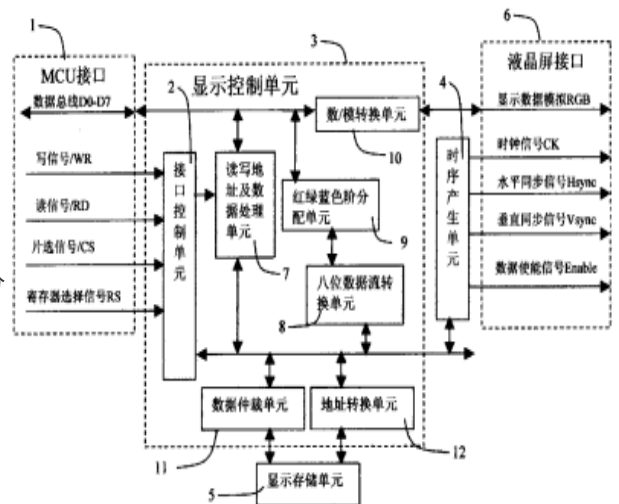 1
3
6
MCU接口
2
显示控制单元
4
液晶屏接口
数据总线D0-D7
数/模转换单元
显示数据模拟RGB
10
写信号/WR
读信号/RD
片选信号/CS
寄存器选择信号RS
接口控制单元
读写地
址及数
据处理
单元
7
红绿蓝色阶分
配单元
9
八位数据流转
换单元
8
时序产生单元
时钟信号CK
水平同步信号Hsync
垂直同步信号Vsync
数据使能信号Enable
数据仲裁单元
地址转换单元
11
12
5
显示存储单元